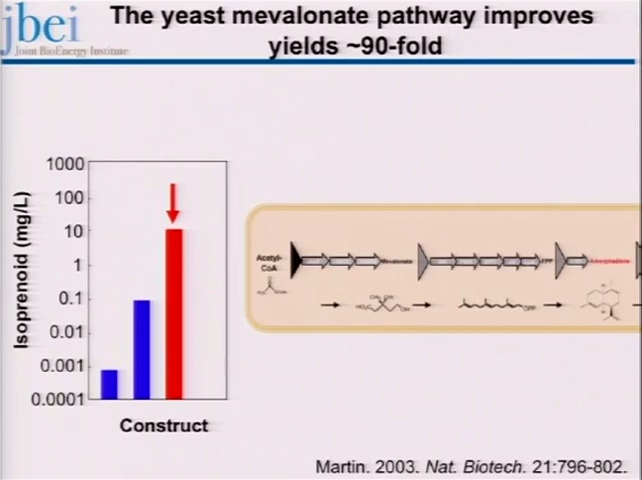 jbei
Joint BioEnergy Institute
The yeast mevalonate pathway improves
yields ~90-fold
Isoprenoid (mg/L)
1000
100
10
1
0.1
0.01
0.001
0.0001
Construct
Acetyl-
CoA
Mevalonate
FPP
Amorphadiene
OPP
Martin. 2003. Nat. Biotech. 21:796-802.